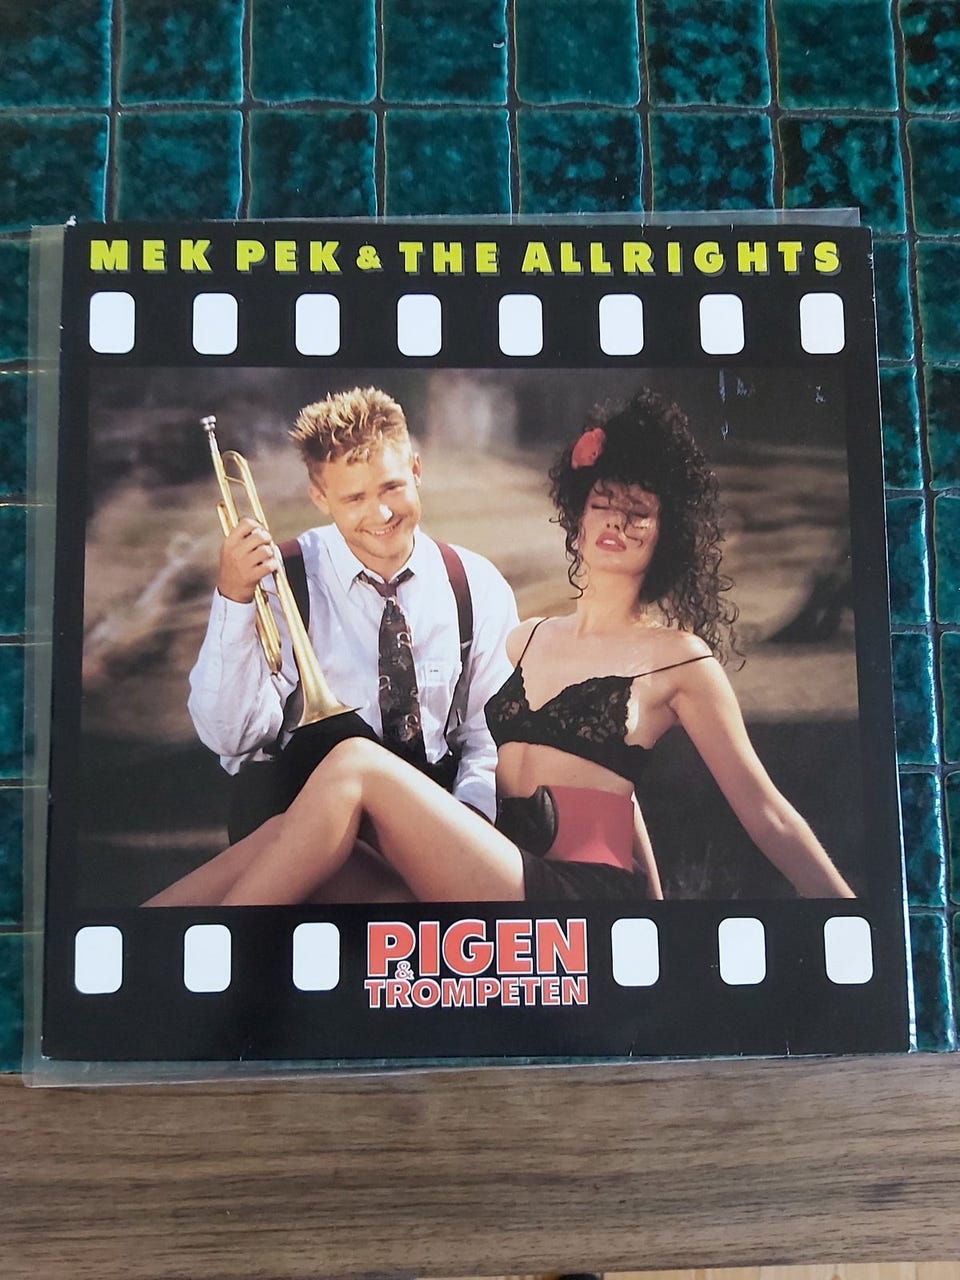 MEK PEK & THE ALLRIGHTS
PIGEN
&
TROMPETEN